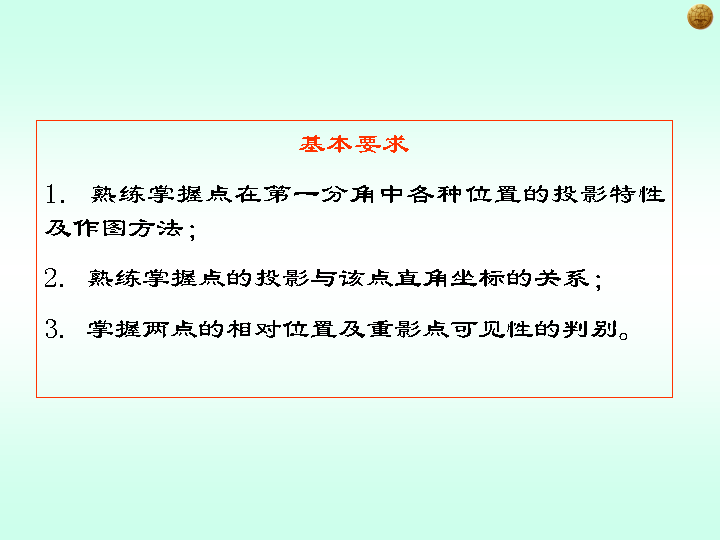 基本要求
1． 熟练掌握点在第一分角中各种位置的投影特性
及作图方法；
2． 熟练掌握点的投影与该点直角坐标的关系；
3． 掌握两点的相对位置及重影点可见性的判别。